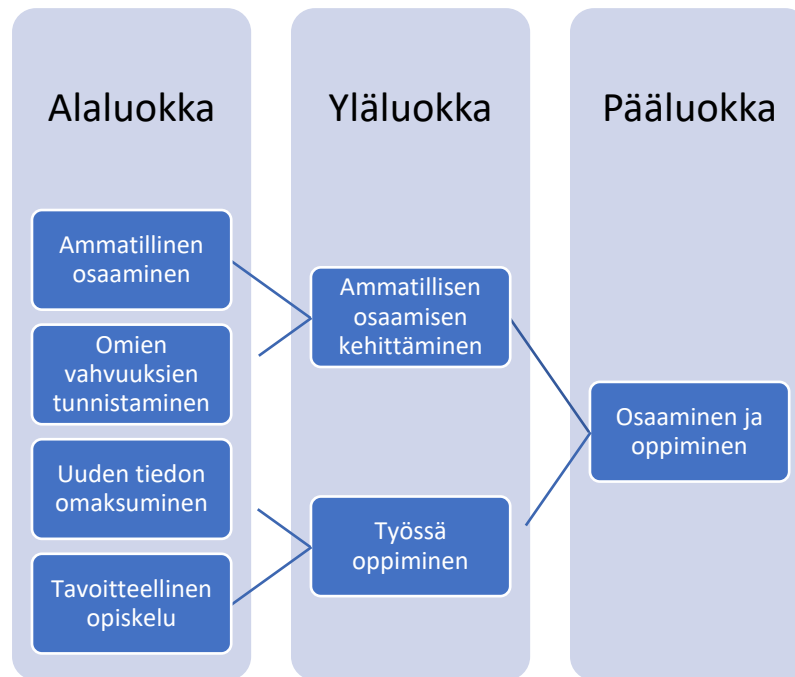 Alaluokka
Ammatillinen
osaaminen
Omien
vahvuuksien
tunnistaminen
Uuden tiedon
omaksuminen
Tavoitteellinen
opiskelu
Yläluokka
Ammatillisen
osaamisen
kehittäminen
Työssä
oppiminen
Pääluokka
Osaaminen ja
oppiminen